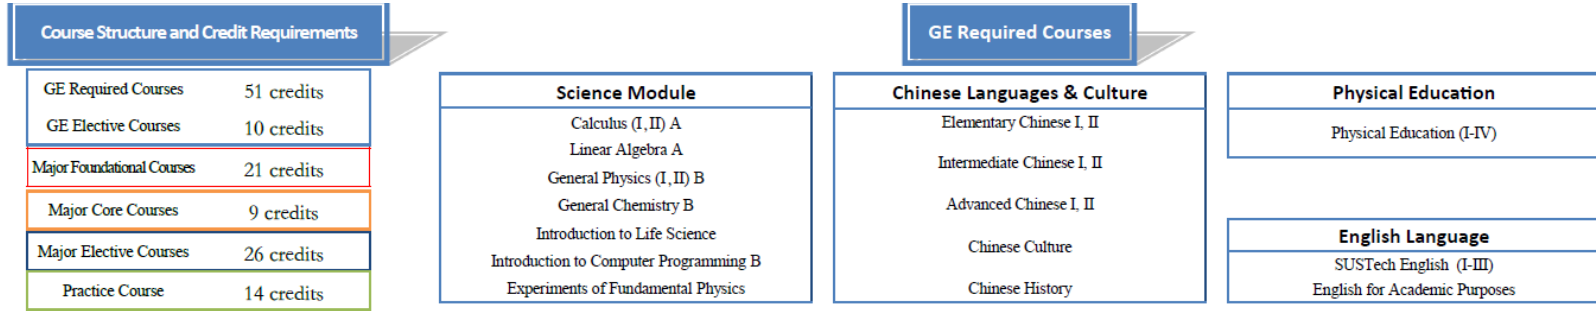 Course Structure and Credit Requirements
GE Required Courses 51 credits
GE Elective Courses 10 credits
Major Foundational Courses 21 credits
Major Core Courses 9 credits
Major Elective Courses 26 credits
Practice Course 14 credits
GE Required Courses
Science Module
Calculus (I,II) A
Linear Algebra A
General Physics (I,II) B
General Chemistry B
Introduction to Life Science
Introduction to Computer Programming B
Experiments of Fundamental Physics
Chinese Languages & Culture
Elementary Chinese I, II
Intermediate Chinese I, II
Advanced Chinese I, II
Chinese Culture
Chinese History
Physical Education
Physical Education (I-IV)
English Language
SUSTech English (I-III)
English for Academic Purposes